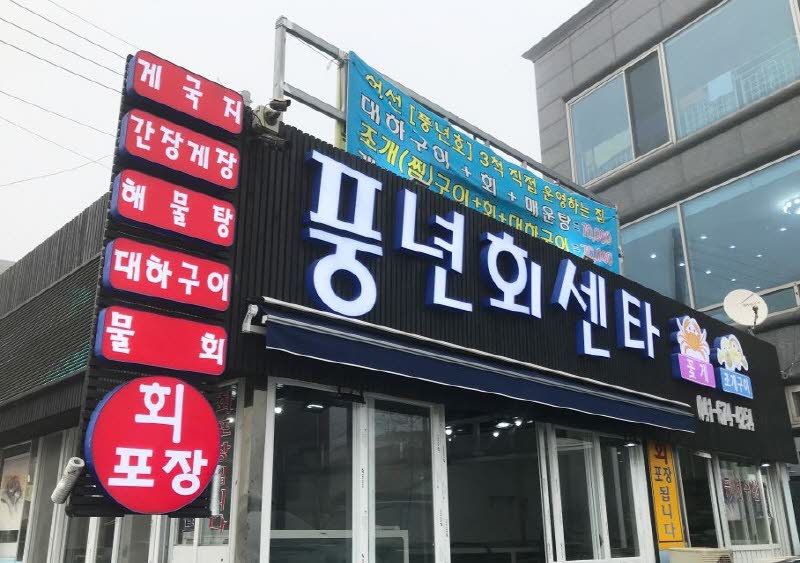 게국지
간장게장
해물탕
대하구이
물회
회
포장
어선 [풍년호] 3척 직접 운영하는 집
대하구이 + 회 + 매운탕
조개(찜)구이+회+대하구이
풍년회센타
꽃게
조개구이
회
포장됩니다